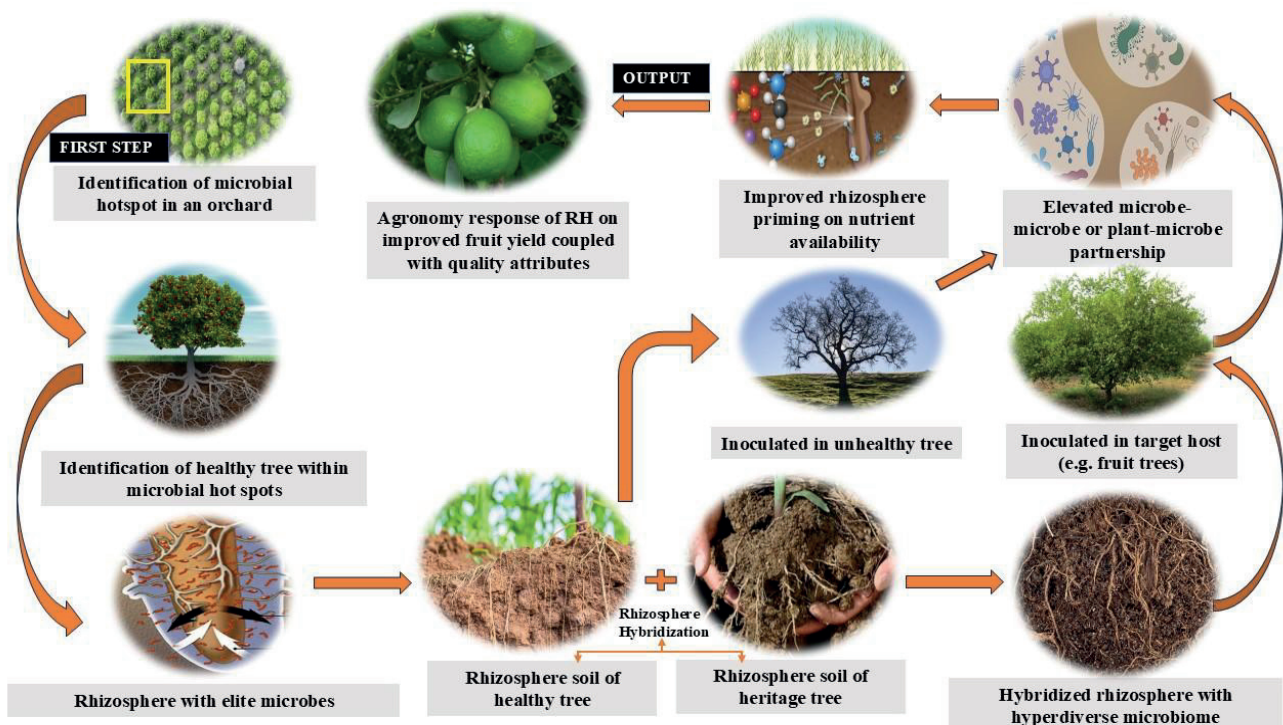 FIRST STEP
Identification of microbial
hotspot in an orchard
Identification of healthy tree within
microbial hot spots
Rhizosphere with elite microbes
Rhizosphere
Hybridization
Rhizosphere soil of
healthy tree
Rhizosphere soil of
heritage tree
Hybridized rhizosphere with
hyperdiverse microbiome
Inoculated in unhealthy tree
Inoculated in target host
(e.g. fruit trees)
Elevated microbe-
microbe or plant-microbe
partnership
Improved rhizosphere
priming on nutrient
availability
OUTPUT
Agronomy response of RH on
improved fruit yield coupled
with quality attributes